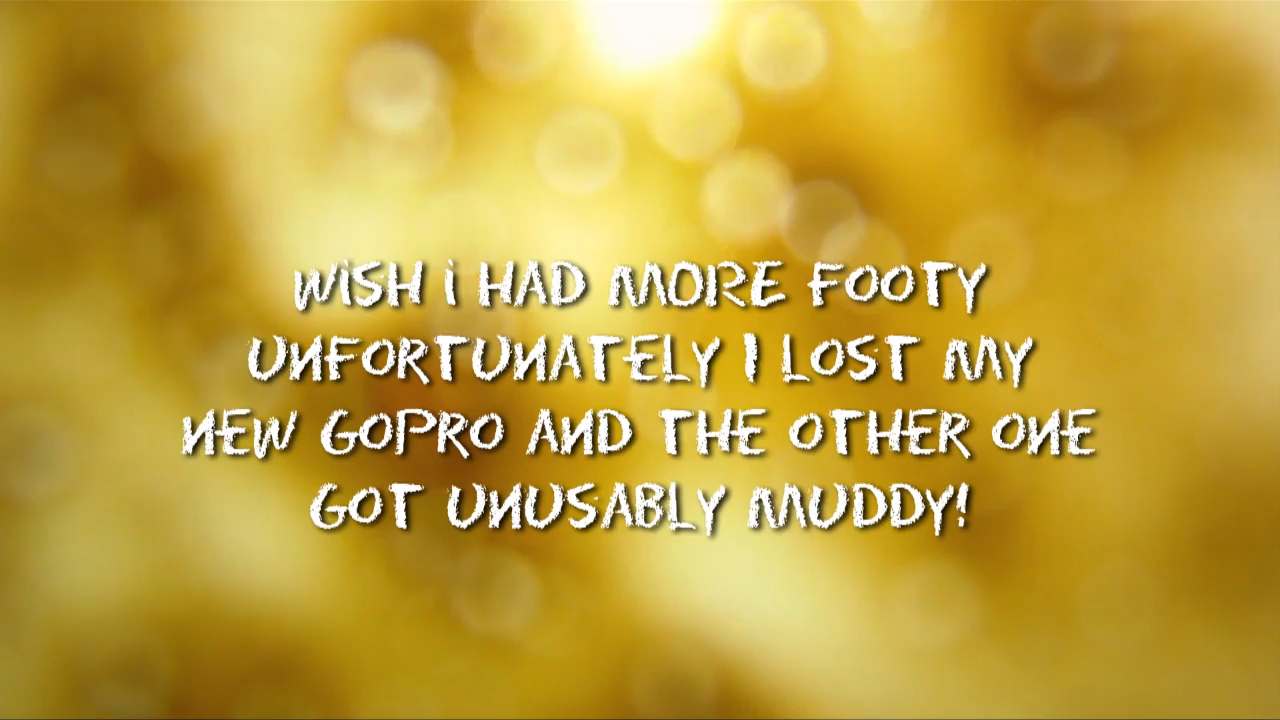 WiSH i HAD MORE FOOTY
UNFORTUNATELY I LOST MY
NEW GOPRO AND THE OTHER ONE
GOT UNUSABLY MUDDY!